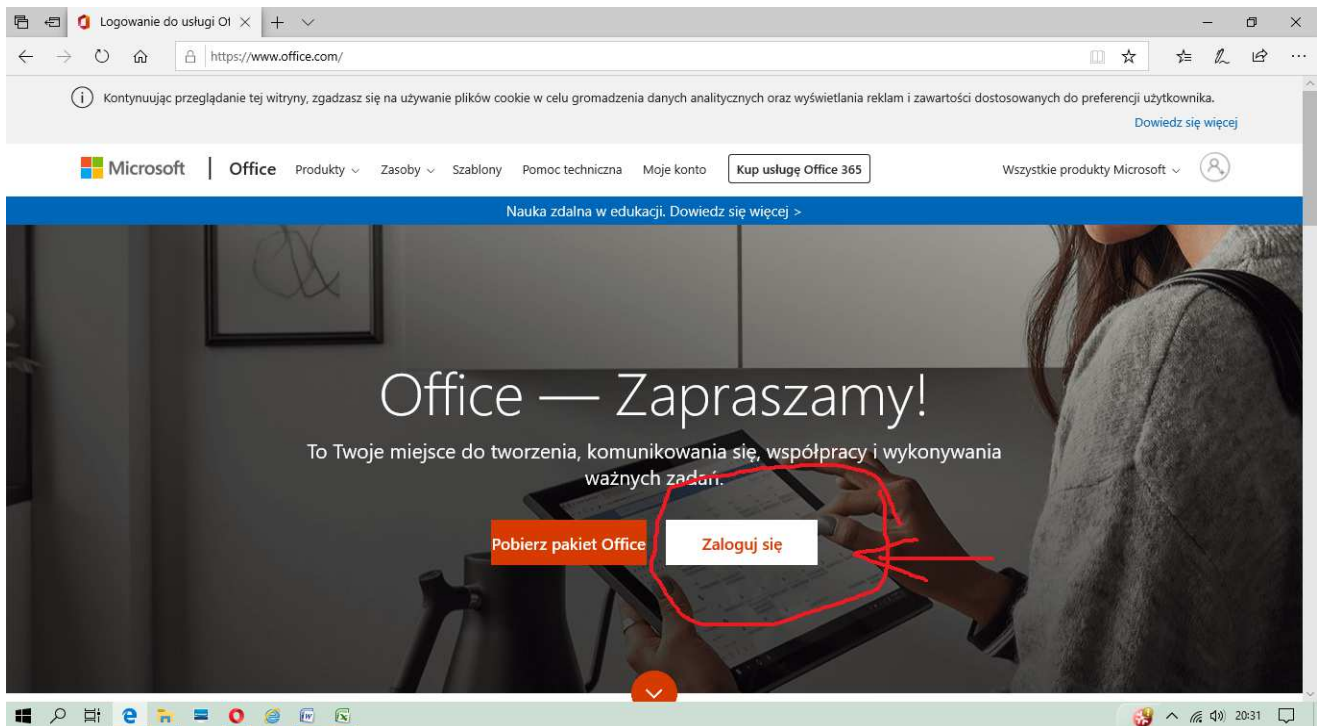 Logowanie do usługi Of
https://www.office.com/
Kontynuując przeglądanie tej witryny, zgadzasz się na używanie plików cookie w celu gromadzenia danych analitycznych oraz wyświetlania reklam i zawartości dostosowanych do preferencji użytkownika.
Dowiedz się więcej
Microsoft | Office Produkty Zasoby Szablony Pomoc techniczna Moje konto Kup usługę Office 365 Wszystkie produkty Microsoft
Nauka zdalna w edukacji. Dowiedz się więcej >
Office — Zapraszamy!
To Twoje miejsce do tworzenia, komunikowania się, współpracy i wykonywania
ważnych zadań.
Pobierz pakiet Office Zaloguj się
20:31